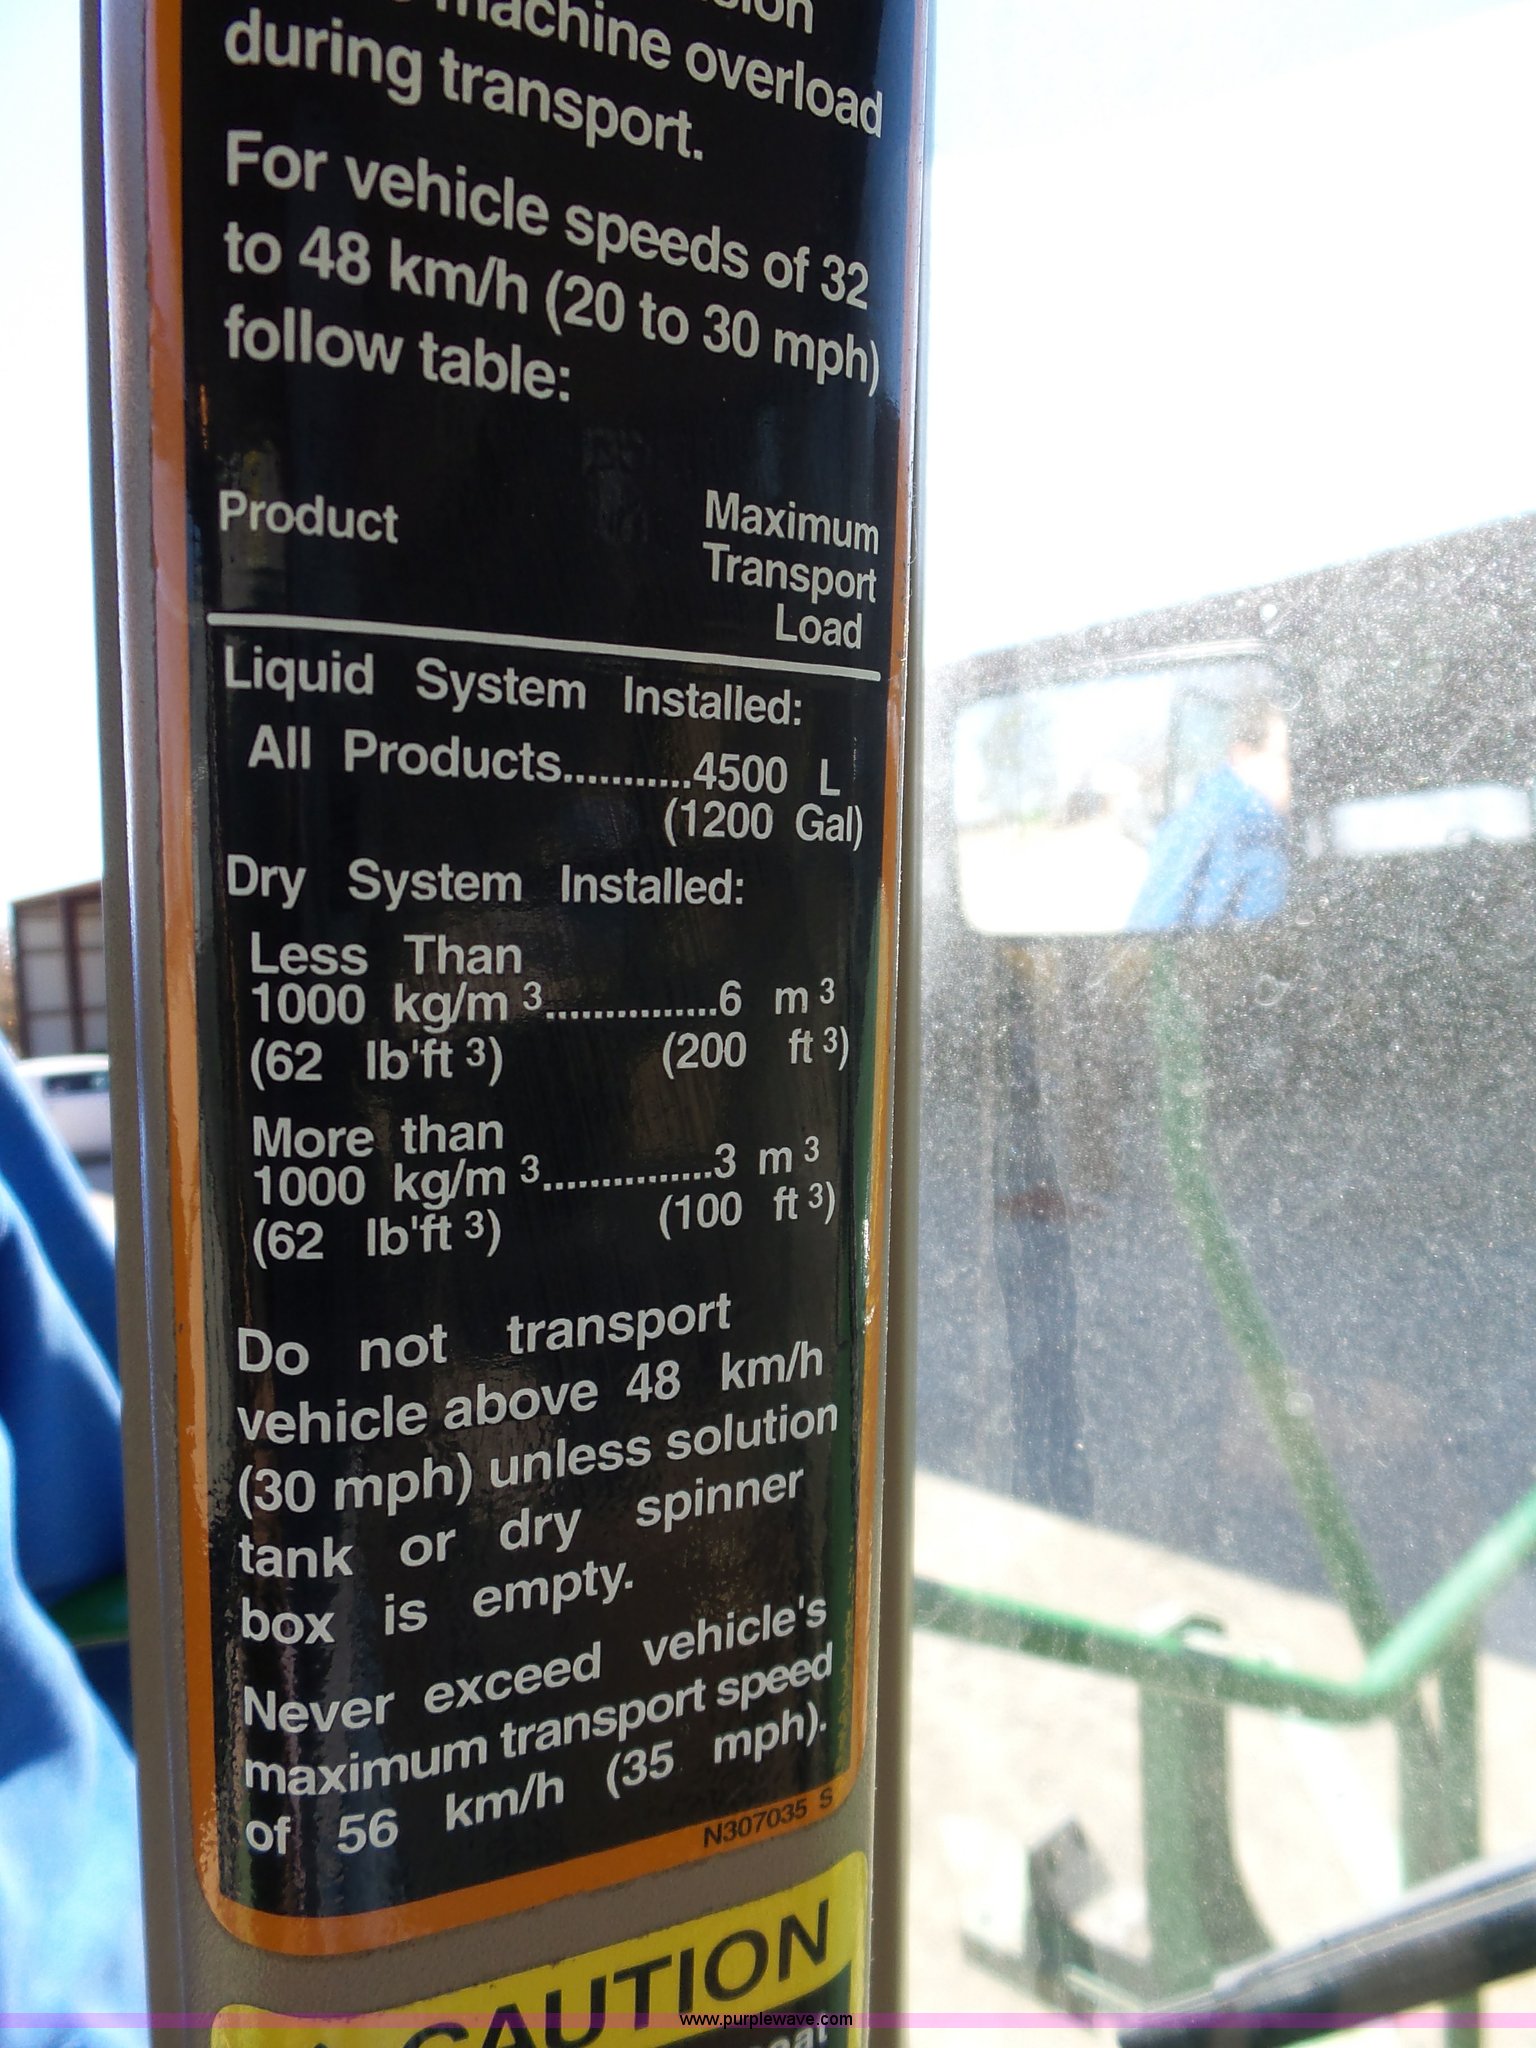 machine overload
during transport.
For vehicle speeds of 32
to 48 km/h (20 to 30 mph)
follow table:
Product Maximum
Transport
Load
Liquid System Installed:
All Products...........4500 L
(1200 Gal)
Dry System Installed:
Less Than
1000 kg/m 3...............6 m 3
(62 lb'ft 3) (200 ft 3)
More than
1000 kg/m 3...............3 m 3
(62 lb'ft 3) (100 ft 3)
Do not transport
vehicle above 48 km/h
(30 mph) unless solution
tank or dry spinner
box is empty.
Never exceed vehicle's
maximum transport speed
of 56 km/h (35 mph).
N307035 S
CAUTION
www.purplewave.com